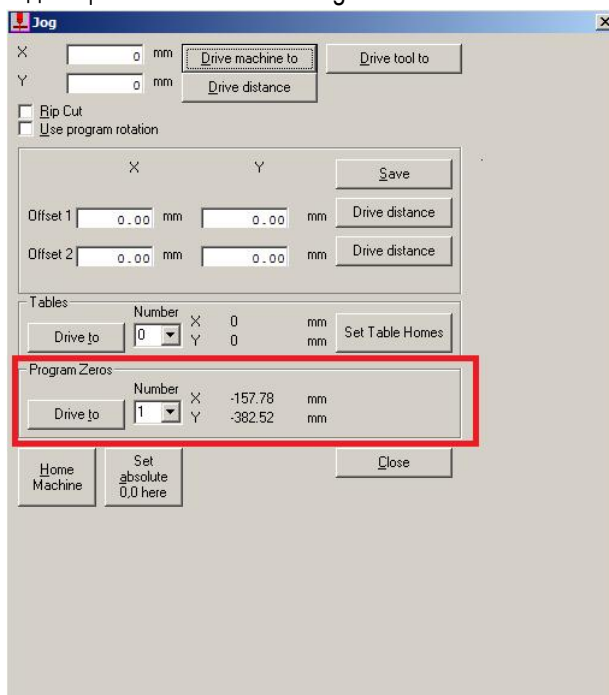 Jog
X 0 mm Drive machine to Drive tool to
Y 0 mm Drive distance
Rip Cut
Use program rotation
X Y Save
Offset 1 0.00 mm 0.00 mm Drive distance
Offset 2 0.00 mm 0.00 mm Drive distance
Tables
Number
Drive to 0 X 0 mm Set Table Homes
Y 0 mm
Program Zeros
Number
Drive to 1 X -157.78 mm
Y -382.52 mm
Home Machine Set absolute 0,0 here Close